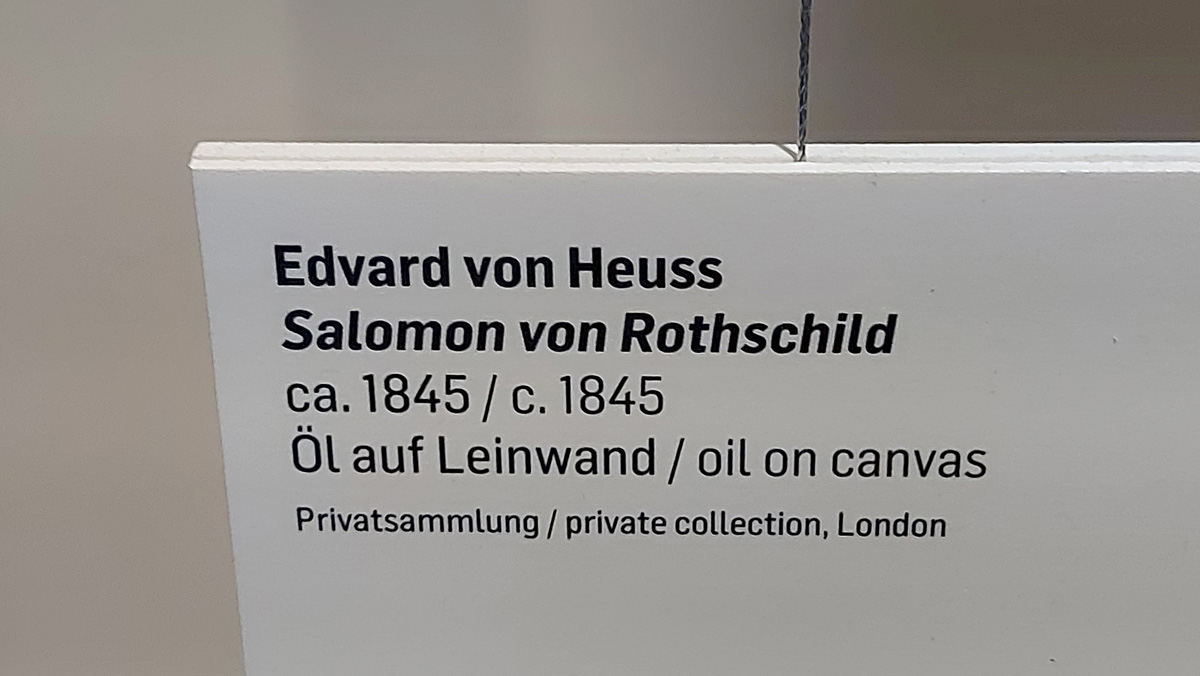 Edvard von Heuss
Salomon von Rothschild
ca. 1845 / c. 1845
Öl auf Leinwand / oil on canvas
Privatsammlung / private collection, London